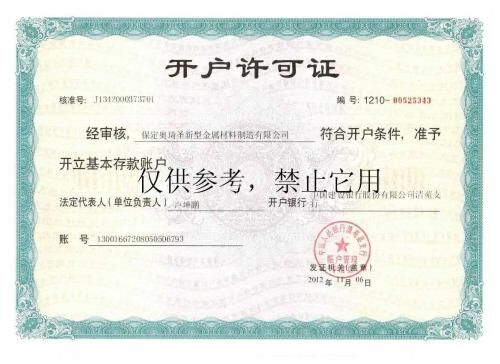 开户许可证
核准号: J1342000373701 编号: 1210-00525343
经审核, 保定奥琦圣新型金属材料制造有限公司 符合开户条件, 准予
开立基本存款账户
仅供参考, 禁止它用
法定代表人 (单位负责人) 卢坤鹏 开户银行 中国建设银行股份有限公司清苑支
行
账 号 13001667208050506793
中国人民银行清苑县支行
账户管理
发证机关(盖章)
2012 年 11 月 06 日